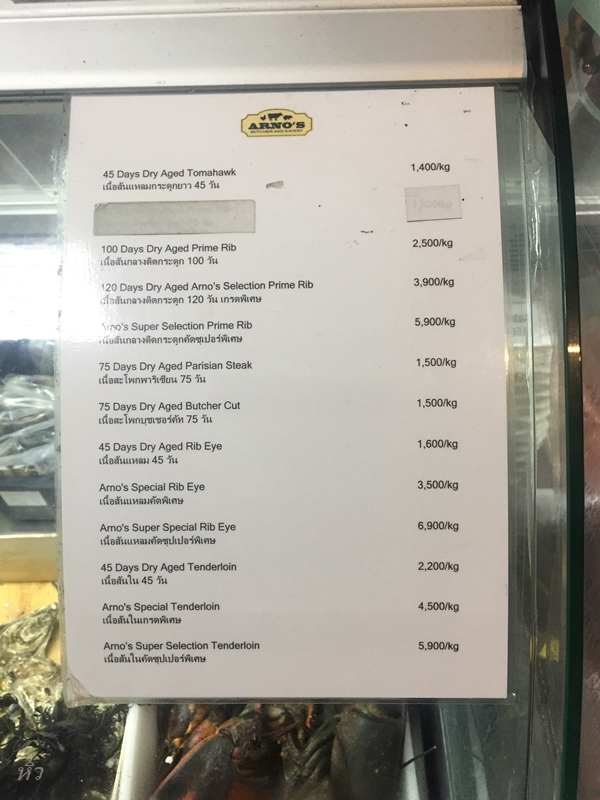 ARNO'S
BUTCHER AND EATERY
45 Days Dry Aged Tomahawk 1,400/kg
เนื้อสันแหลมกระดูกยาว 45 วัน
100 Days Dry Aged Prime Rib 2,500/kg
เนื้อสันกลางติดกระดูก 100 วัน
120 Days Dry Aged Arno's Selection Prime Rib 3,900/kg
เนื้อสันกลางติดกระดูก 120 วัน เกรดพิเศษ
Arno's Super Selection Prime Rib 5,900/kg
เนื้อสันกลางติดกระดูกคัดซุเปอร์พิเศษ
75 Days Dry Aged Parisian Steak 1,500/kg
เนื้อสะโพกพาริเซียน 75 วัน
75 Days Dry Aged Butcher Cut 1,500/kg
เนื้อสะโพกบุชเชอร์คัท 75 วัน
45 Days Dry Aged Rib Eye 1,600/kg
เนื้อสันแหลม 45 วัน
Arno's Special Rib Eye 3,500/kg
เนื้อสันแหลมคัดพิเศษ
Arno's Super Special Rib Eye 6,900/kg
เนื้อสันแหลมคัดซุปเปอร์พิเศษ
45 Days Dry Aged Tenderloin 2,200/kg
เนื้อสันใน 45 วัน
Arno's Special Tenderloin 4,500/kg
เนื้อสันในเกรดพิเศษ
Arno's Super Selection Tenderloin 5,900/kg
เนื้อสันในคัดซุปเปอร์พิเศษ
หิว